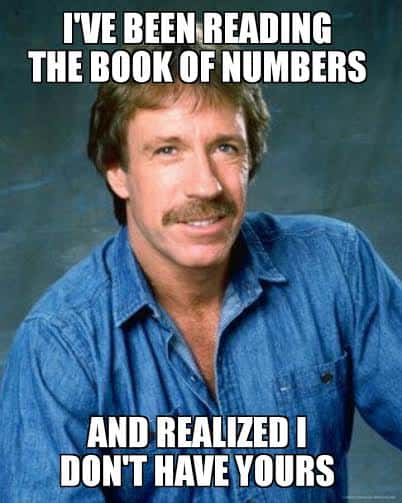 I'VE BEEN READING
THE BOOK OF NUMBERS
AND REALIZED I
DON'T HAVE YOURS